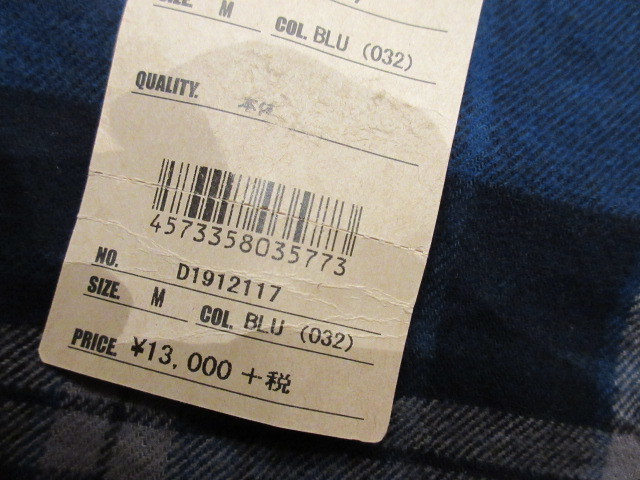 SIZE. M COL. BLU (032)
QUALITY. 本体
4573358035773
NO. D1912117
SIZE. M COL. BLU (032)
PRICE. ¥13,000 +税